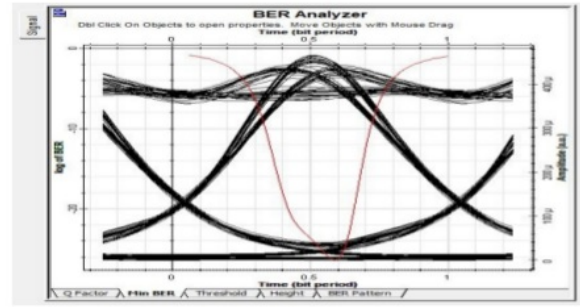 BER Analyzer
Dbl Click On Objects to open properties. Move Objects with Mouse Drag
Signal
Time (bit period)
0 0.5 1
log of BER
0
-10
-20
Amplitude (a.u.)
400 µ
300 µ
200 µ
100 µ
0
0 0.5 1
Time (bit period)
Q Factor Min BER Threshold Height BER Pattern